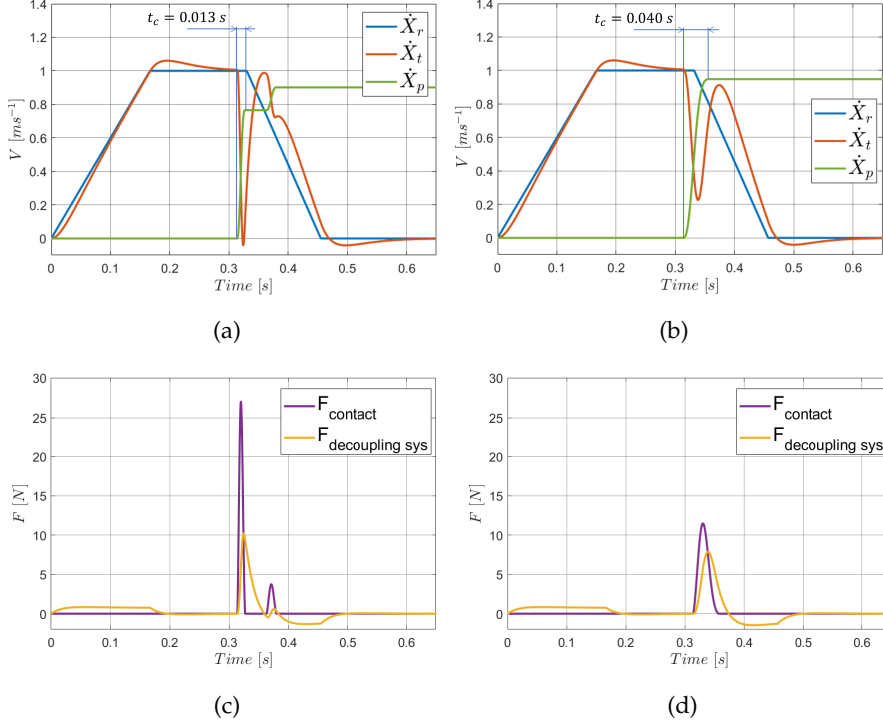 t_c = 0.013 s
1.4
1.2
1
0.8
0.6
0.4
0.2
0
V [ms⁻¹]
Ẋ_r
Ẋ_t
Ẋ_p
0 0.1 0.2 0.3 0.4 0.5 0.6
Time [s]
(a)
t_c = 0.040 s
1.4
1.2
1
0.8
0.6
0.4
0.2
0
V [ms⁻¹]
Ẋ_r
Ẋ_t
Ẋ_p
0 0.1 0.2 0.3 0.4 0.5 0.6
Time [s]
(b)
30
25
20
15
10
5
0
F [N]
F_contact
F_decoupling sys
0 0.1 0.2 0.3 0.4 0.5 0.6
Time [s]
(c)
30
25
20
15
10
5
0
F [N]
F_contact
F_decoupling sys
0 0.1 0.2 0.3 0.4 0.5 0.6
Time [s]
(d)